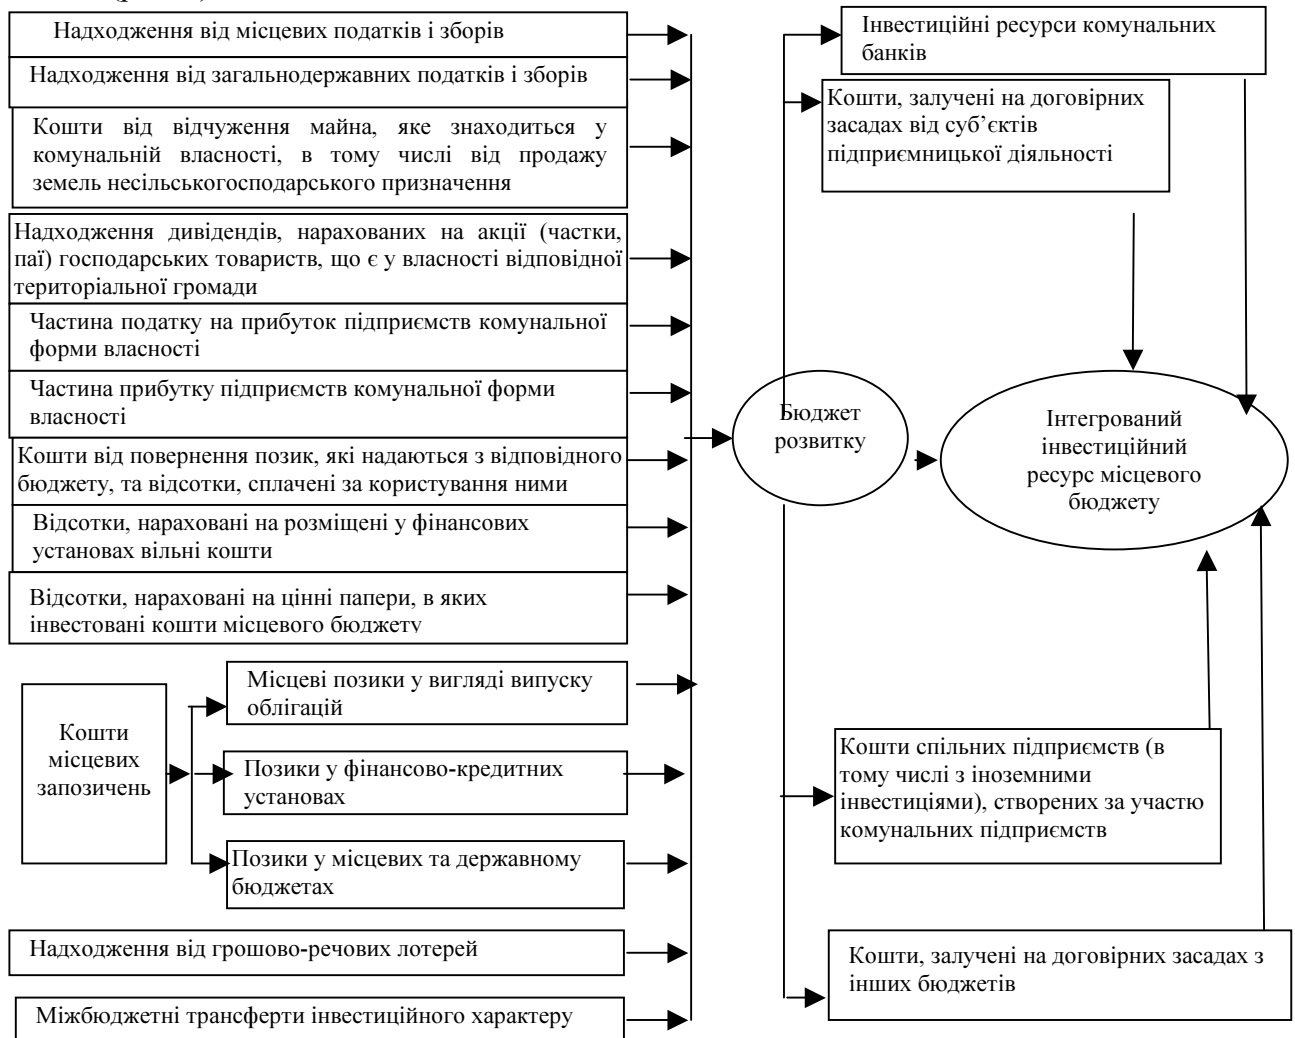 Надходження від місцевих податків і зборів
Надходження від загальнодержавних податків і зборів
Кошти від відчуження майна, яке знаходиться у
комунальній власності, в тому числі від продажу
земель несільськогосподарського призначення
Надходження дивідендів, нарахованих на акції (частки,
паї) господарських товариств, що є у власності відповідної
територіальної громади
Частина податку на прибуток підприємств комунальної
форми власності
Частина прибутку підприємств комунальної форми
власності
Кошти від повернення позик, які надаються з відповідного
бюджету, та відсотки, сплачені за користування ними
Відсотки, нараховані на розміщені у фінансових
установах вільні кошти
Відсотки, нараховані на цінні папери, в яких
інвестовані кошти місцевого бюджету
Кошти
місцевих
запозичень
Місцеві позики у вигляді випуску
облігацій
Позики у фінансово-кредитних
установах
Позики у місцевих та державному
бюджетах
Надходження від грошово-речових лотерей
Міжбюджетні трансферти інвестиційного характеру
Бюджет
розвитку
Інвестиційні ресурси комунальних
банків
Кошти, залучені на договірних
засадах від суб’єктів
підприємницької діяльності
Інтегрований
інвестиційний
ресурс місцевого
бюджету
Кошти спільних підприємств (в
тому числі з іноземними
інвестиціями), створених за участю
комунальних підприємств
Кошти, залучені на договірних засадах з
інших бюджетів